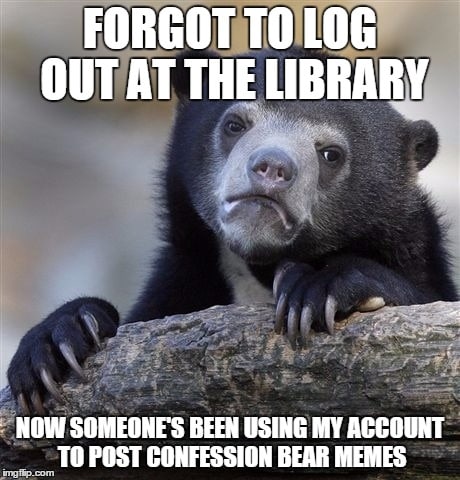 FORGOT TO LOG
OUT AT THE LIBRARY
NOW SOMEONE'S BEEN USING MY ACCOUNT
TO POST CONFESSION BEAR MEMES
imgflip.com